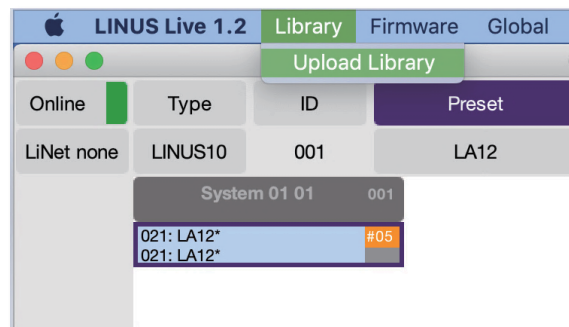 LINUS Live 1.2 Library Firmware Global
Upload Library
Online Type ID Preset
LiNet none LINUS10 001 LA12
System 01 01 001
021: LA12* #05
021: LA12*